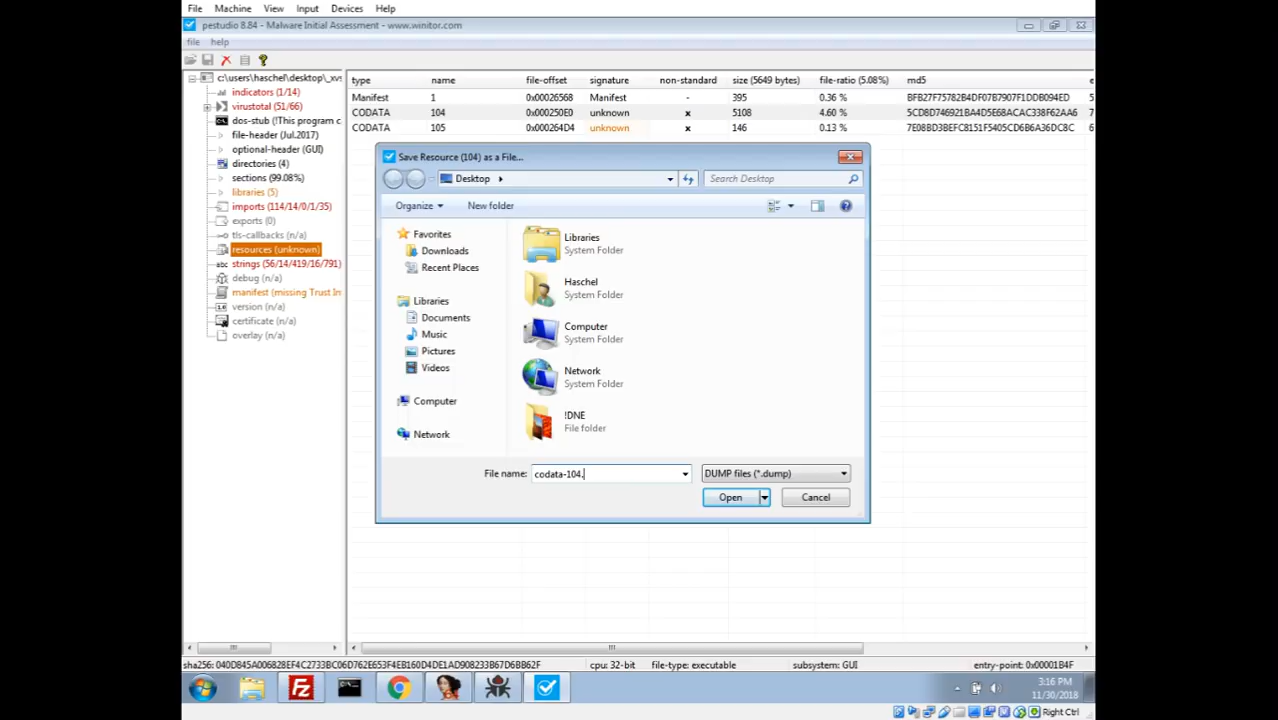 File Machine View Input Devices Help
pestudio 8.84 - Malware Initial Assessment - www.winitor.com
file help
c:\users\haschel\desktop\_xvs
indicators (1/14)
virustotal (51/66)
dos-stub (!This program c
file-header (Jul.2017)
optional-header (GUI)
directories (4)
sections (99.08%)
libraries (5)
imports (114/14/0/1/35)
exports (0)
tls-callbacks (n/a)
resources (unknown)
abc strings (56/14/419/16/791)
debug (n/a)
manifest (missing Trust In
version (n/a)
certificate (n/a)
overlay (n/a)
type name file-offset signature non-standard size (5649 bytes) file-ratio (5.08%) md5 e
Manifest 1 0x00026568 Manifest - 395 0.36 % BFB27F75782B4DF07B7907F1DDB094ED 5
CODATA 104 0x000250E0 unknown x 5108 4.60 % 5CD8D746921BA4D5E68ACAC338F62AA6 7
CODATA 105 0x000264D4 unknown x 146 0.13 % 7E08BD3BEFC8151F5405CD6B6A36DC8C 6
Save Resource (104) as a File...
Desktop
Search Desktop
Organize New folder
Favorites
Downloads
Recent Places
Libraries
Documents
Music
Pictures
Videos
Computer
Network
Libraries
System Folder
Haschel
System Folder
Computer
System Folder
Network
System Folder
!DNE
File folder
File name: codata-104. DUMP files (*.dump)
Open Cancel
sha256: 040D845A006828EF4C2733BC06D762E653F4EB160D4DE1AD908233B67D6BB62F cpu: 32-bit file-type: executable subsystem: GUI entry-point: 0x00001B4F
3:16 PM
11/30/2018
Right Ctrl